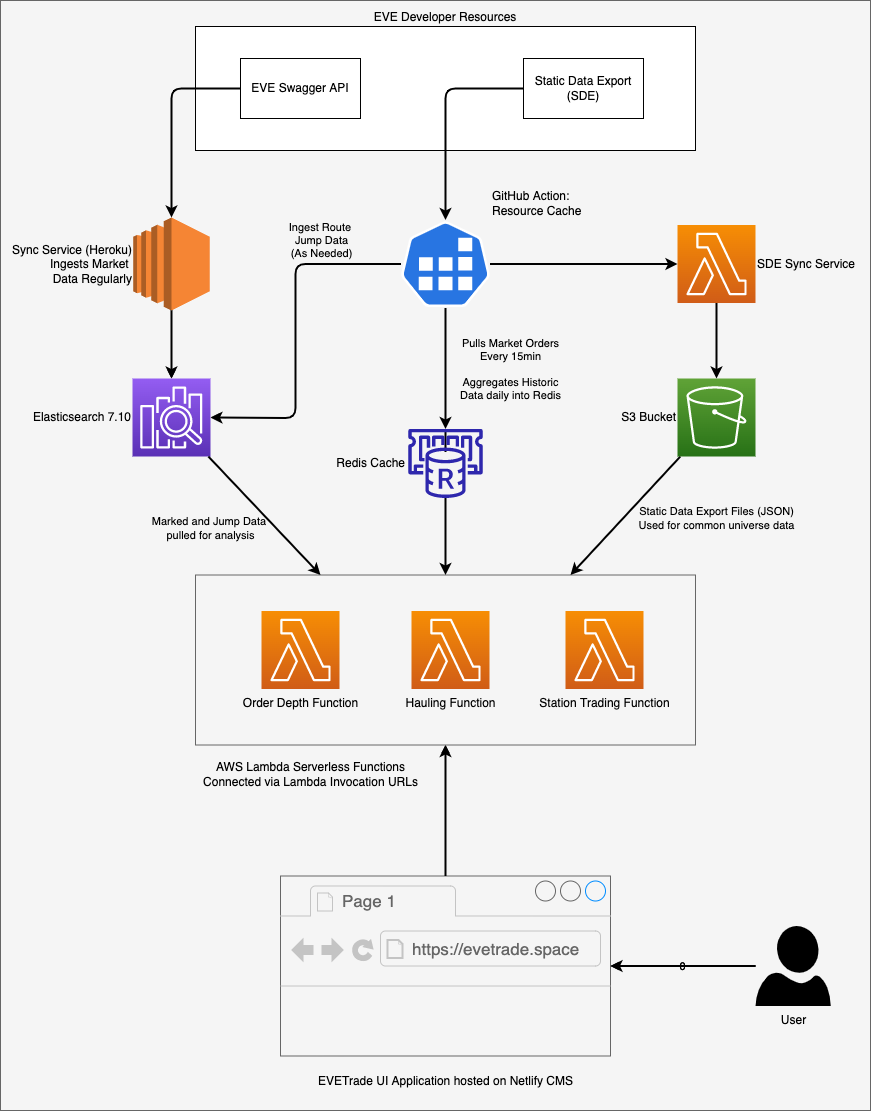 EVE Developer Resources
EVE Swagger API
Static Data Export
(SDE)
GitHub Action:
Resource Cache
Ingest Route
Jump Data
(As Needed)
Sync Service (Heroku)
Ingests Market
Data Regularly
SDE Sync Service
Pulls Market Orders
Every 15min
Aggregates Historic
Data daily into Redis
Elasticsearch 7.10
S3 Bucket
Redis Cache
R
Marked and Jump Data
pulled for analysis
Static Data Export Files (JSON)
Used for common universe data
Order Depth Function
Hauling Function
Station Trading Function
AWS Lambda Serverless Functions
Connected via Lambda Invocation URLs
Page 1
https://evetrade.space
0
User
EVETrade UI Application hosted on Netlify CMS